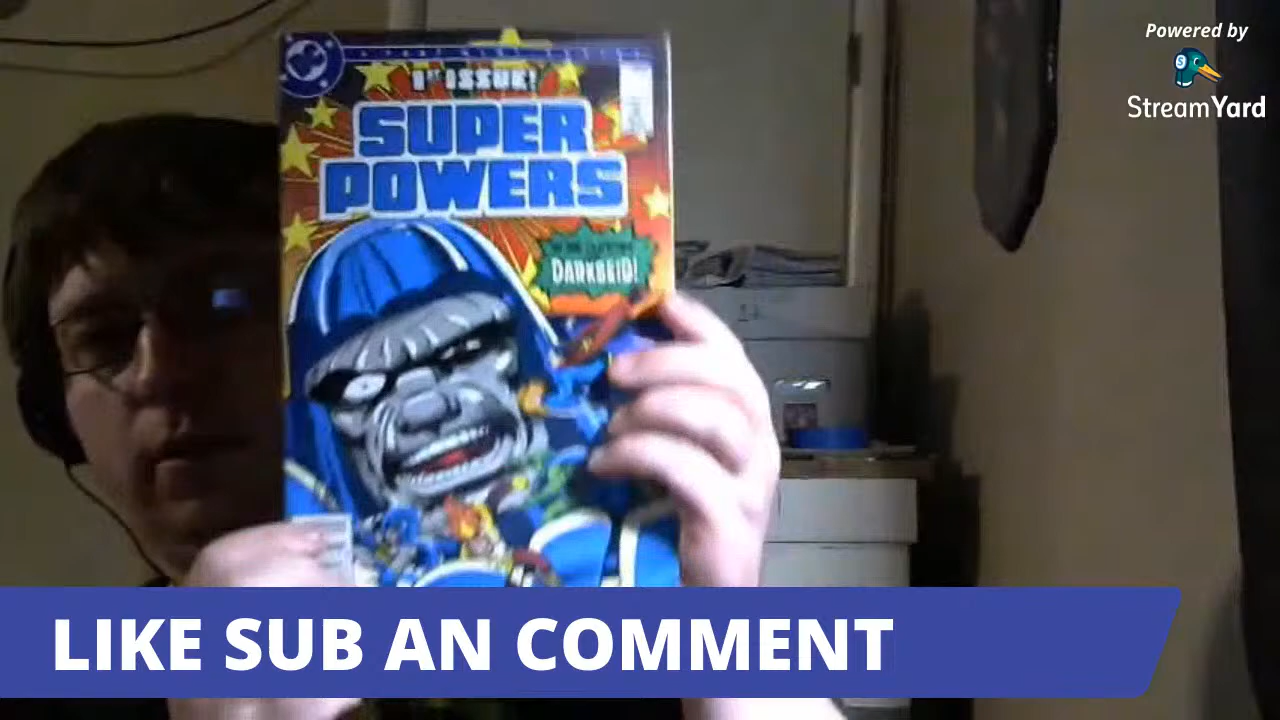 Powered by
StreamYard
1ST ISSUE!
SUPER
POWERS
DARKSEID!
LIKE SUB AN COMMENT